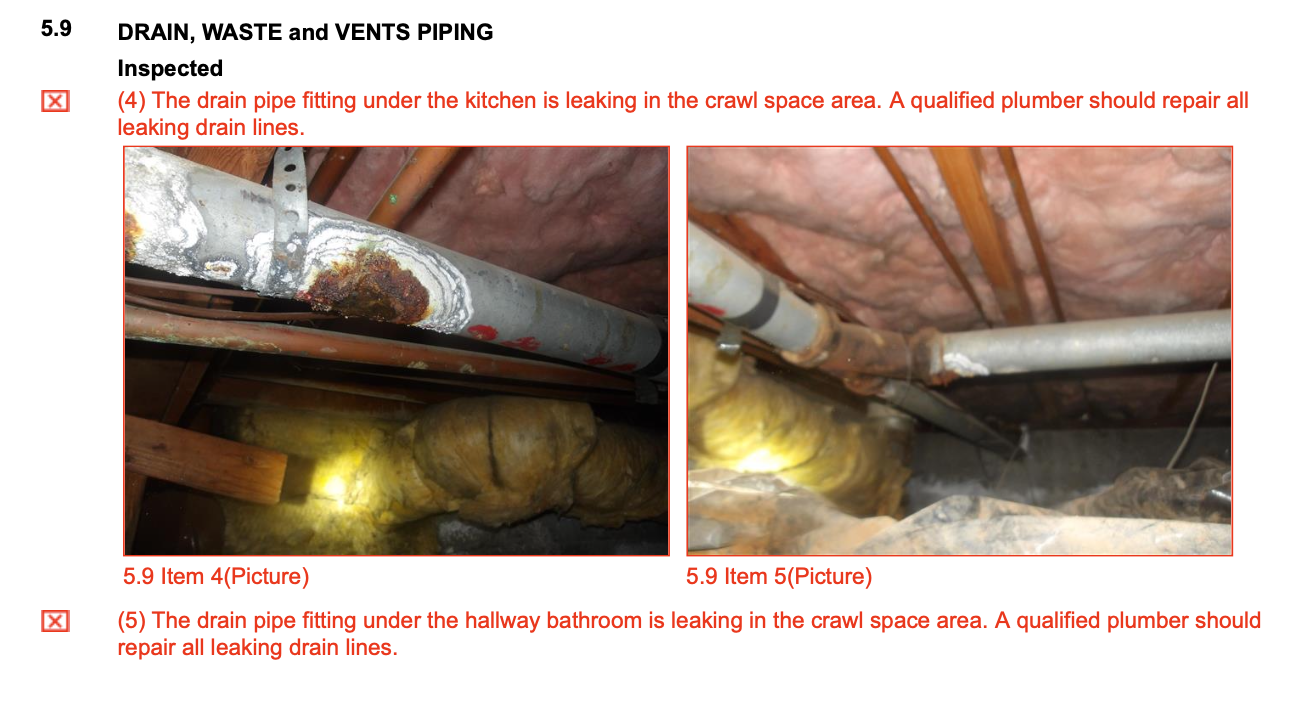 5.9 DRAIN, WASTE and VENTS PIPING
Inspected
(4) The drain pipe fitting under the kitchen is leaking in the crawl space area. A qualified plumber should repair all
leaking drain lines.
5.9 Item 4(Picture) 5.9 Item 5(Picture)
(5) The drain pipe fitting under the hallway bathroom is leaking in the crawl space area. A qualified plumber should
repair all leaking drain lines.